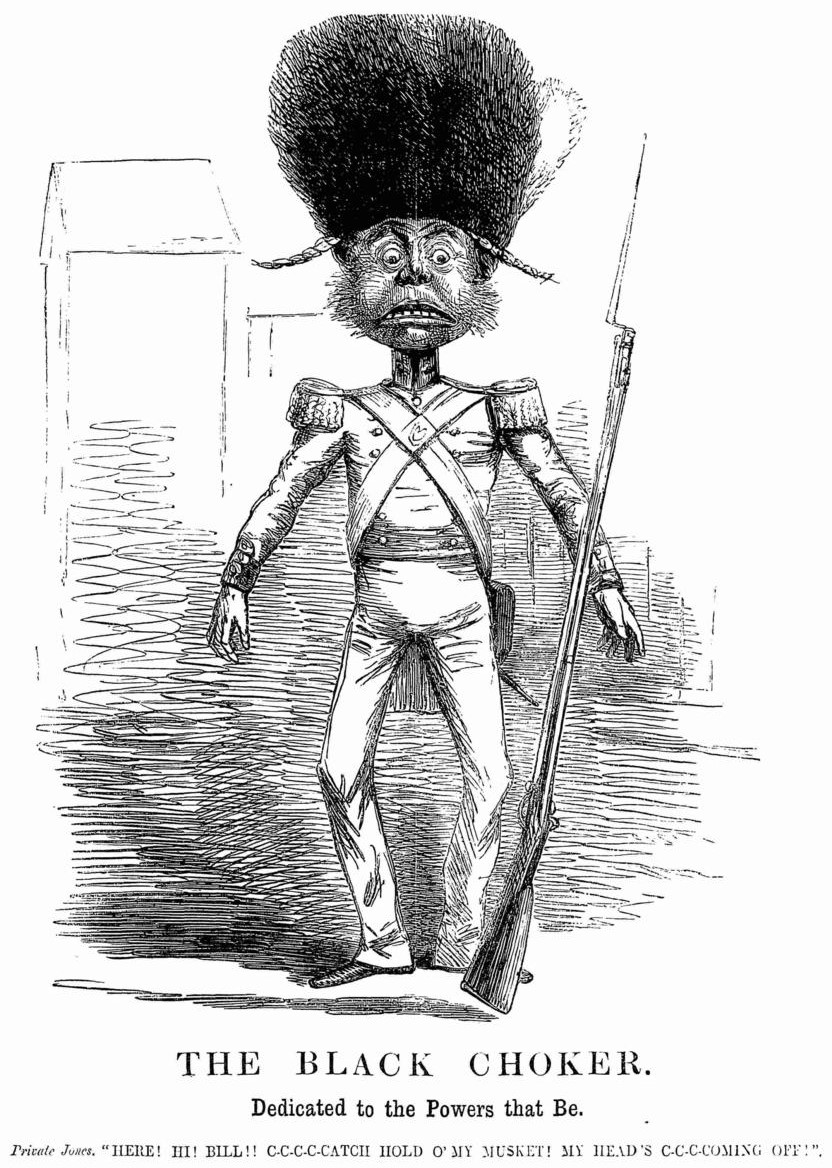 THE BLACK CHOKER.
Dedicated to the Powers that Be.
Private Jones. "HERE! HI! BILL!! C-C-C-C-CATCH HOLD O' MY MUSKET! MY HEAD'S C-C-C-COMING OFF!".